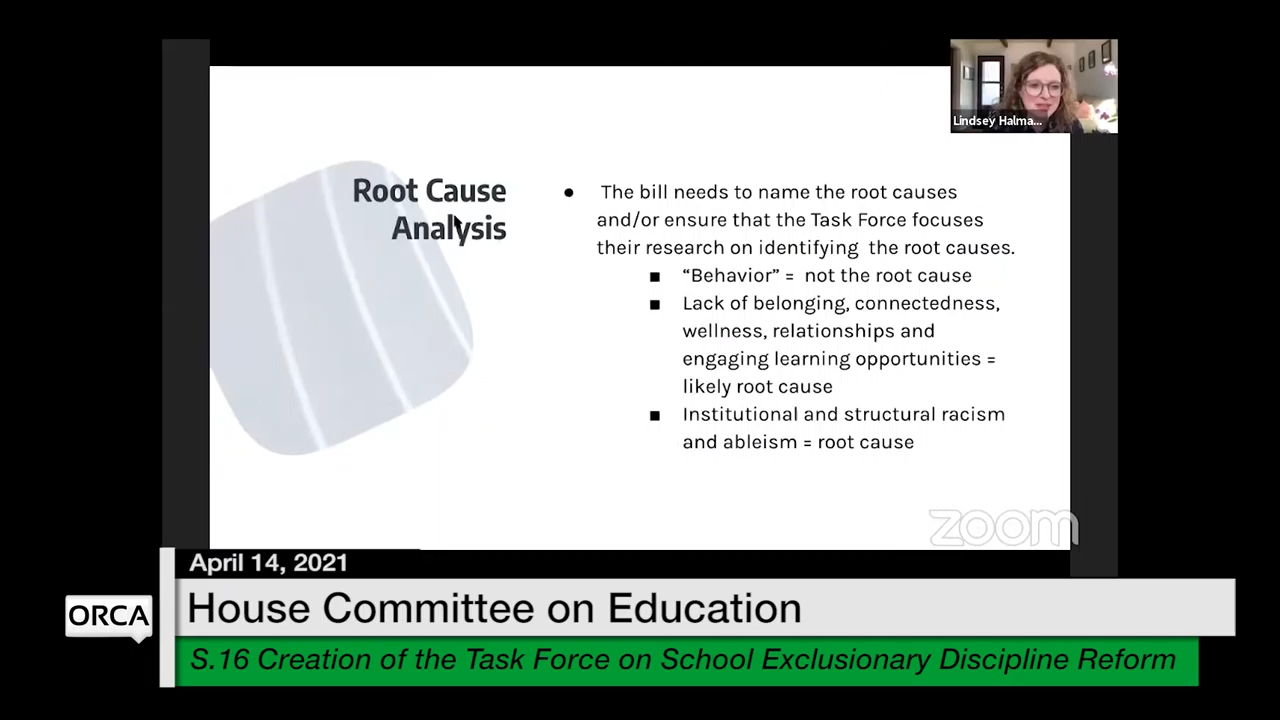 Lindsey Halma...
Root Cause
Analysis
● The bill needs to name the root causes
and/or ensure that the Task Force focuses
their research on identifying the root causes.
■ “Behavior” = not the root cause
■ Lack of belonging, connectedness,
wellness, relationships and
engaging learning opportunities =
likely root cause
■ Institutional and structural racism
and ableism = root cause
zoom
April 14, 2021
ORCA
House Committee on Education
S.16 Creation of the Task Force on School Exclusionary Discipline Reform